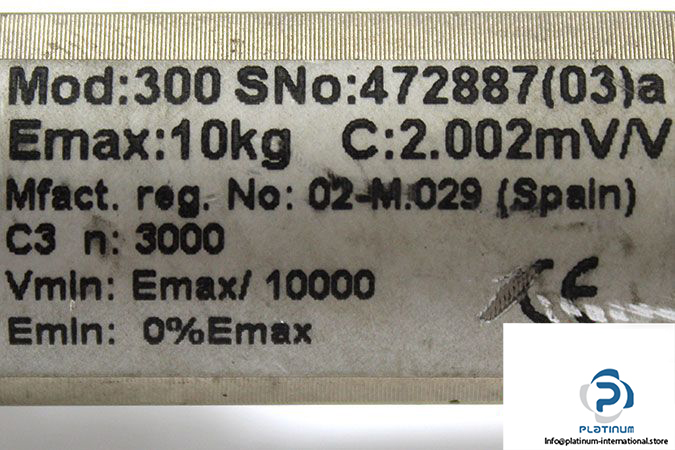 Mod:300 SNo:472887(03)a
Emax:10kg C:2.002mV/V
Mfact. reg. No: 02-M.029 (Spain)
C3 n: 3000
Vmin: Emax/ 10000
Emin: 0%Emax
CE
PLATINUM
Info@platinum-international.store